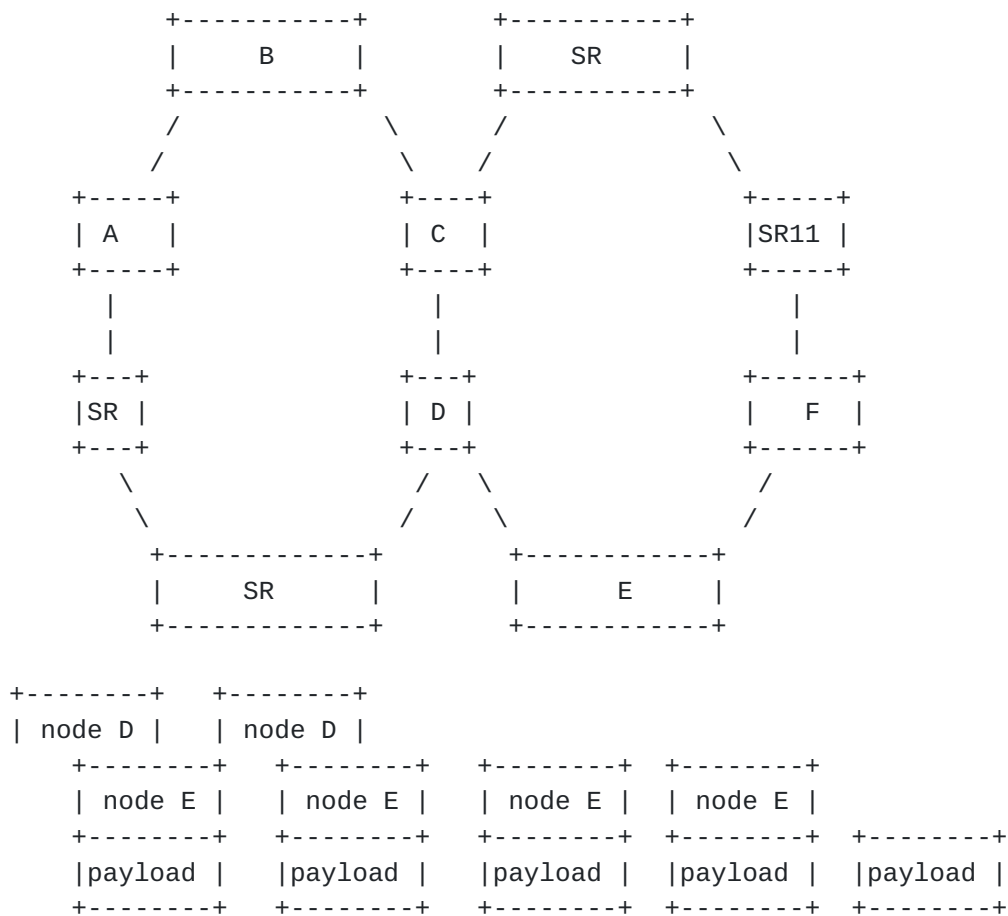 B SR
A C SR11
SR D F
SR E
node D node D
node E node E node E node E
payload payload payload payload payload